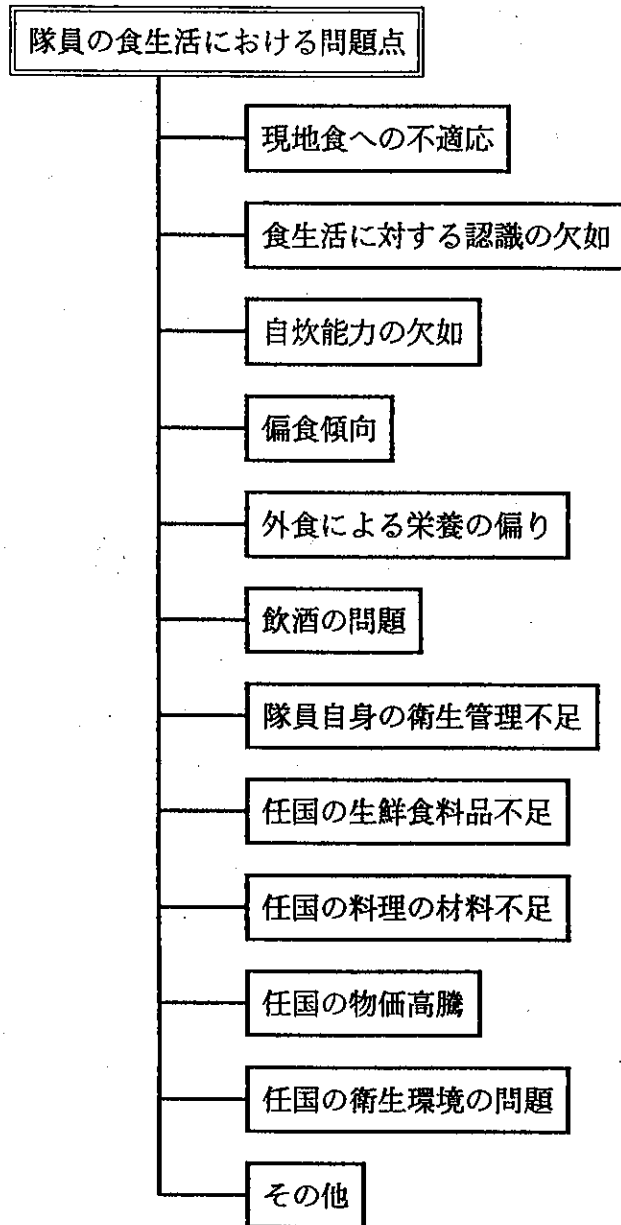 隊員の食生活における問題点
現地食への不適応
食生活に対する認識の欠如
自炊能力の欠如
偏食傾向
外食による栄養の偏り
飲酒の問題
隊員自身の衛生管理不足
任国の生鮮食料品不足
任国の料理の材料不足
任国の物価高騰
任国の衛生環境の問題
その他